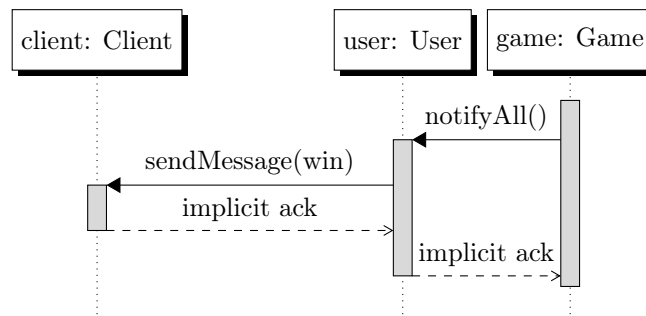 client: Client
user: User
game: Game
notifyAll()
sendMessage(win)
implicit ack
implicit ack